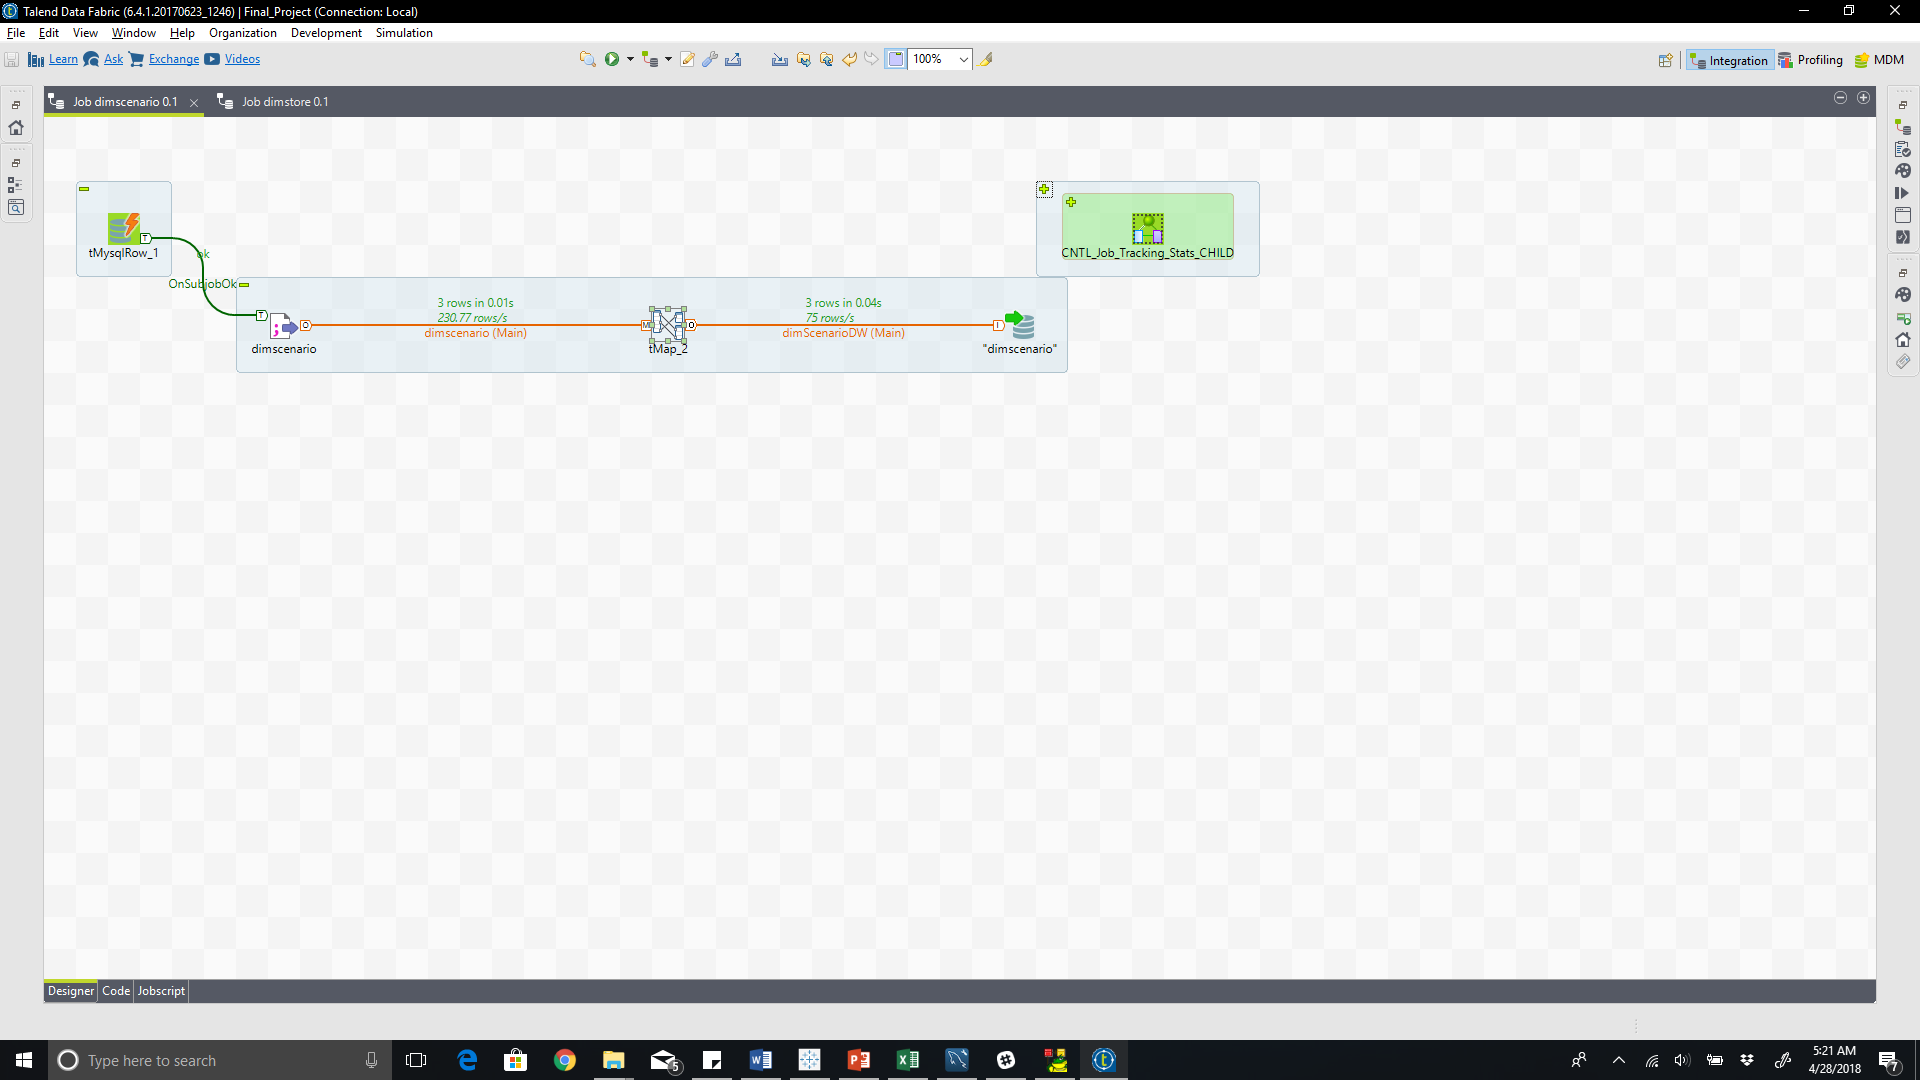 Talend Data Fabric (6.4.1.20170623_1246) | Final_Project (Connection: Local)
File Edit View Window Help Organization Development Simulation
Learn Ask Exchange Videos 100% Integration Profiling MDM
Job dimscenario 0.1 Job dimstore 0.1
tMysqlRow_1
ok
OnSubjobOk
CNTL_Job_Tracking_Stats_CHILD
3 rows in 0.01s
230.77 rows/s
dimscenario (Main)
3 rows in 0.04s
75 rows/s
dimScenarioDW (Main)
dimscenario
tMap_2
"dimscenario"
Designer Code Jobscript
Type here to search
5
5:21 AM
4/28/2018
7